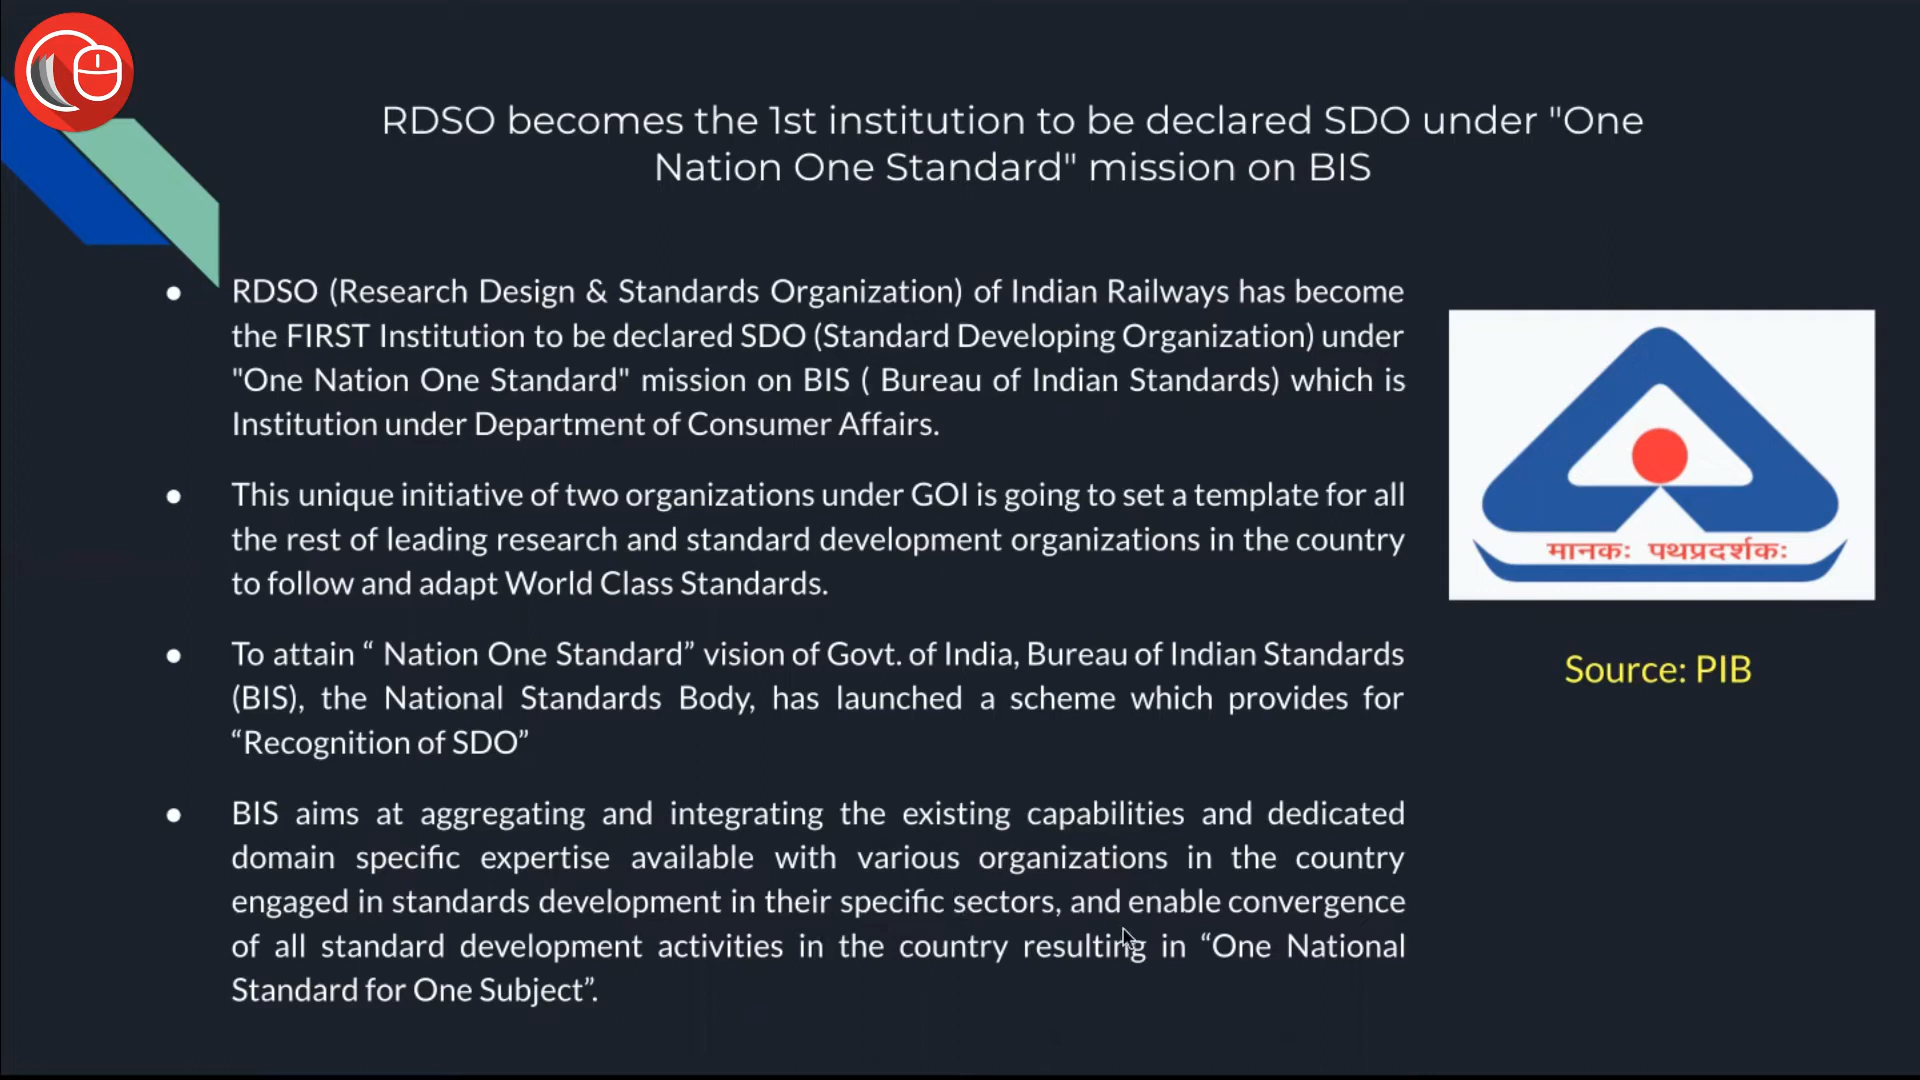 RDSO becomes the 1st institution to be declared SDO under "One
Nation One Standard" mission on BIS
● RDSO (Research Design & Standards Organization) of Indian Railways has become
the FIRST Institution to be declared SDO (Standard Developing Organization) under
"One Nation One Standard" mission on BIS ( Bureau of Indian Standards) which is
Institution under Department of Consumer Affairs.
● This unique initiative of two organizations under GOI is going to set a template for all
the rest of leading research and standard development organizations in the country
to follow and adapt World Class Standards.
● To attain “ Nation One Standard” vision of Govt. of India, Bureau of Indian Standards
(BIS), the National Standards Body, has launched a scheme which provides for
“Recognition of SDO”
● BIS aims at aggregating and integrating the existing capabilities and dedicated
domain specific expertise available with various organizations in the country
engaged in standards development in their specific sectors, and enable convergence
of all standard development activities in the country resulting in “One National
Standard for One Subject”.
मानकः पथप्रदर्शकः
Source: PIB